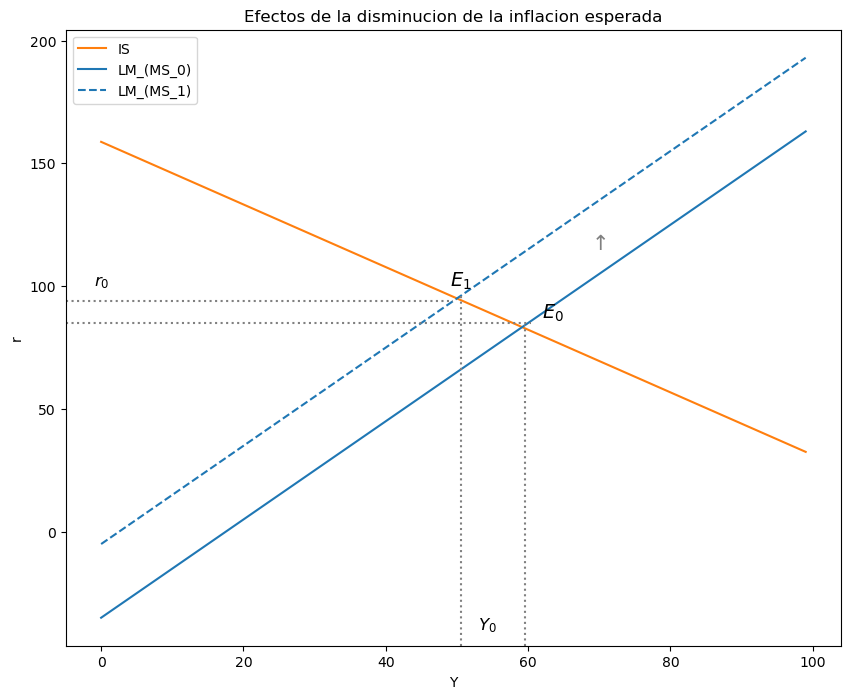 Efectos de la disminucion de la inflacion esperada
IS
LM_(MS_0)
LM_(MS_1)
200
150
100
50
0
r
r₀
E₁
E₀
↑
Y₀
0 20 40 60 80 100
Y